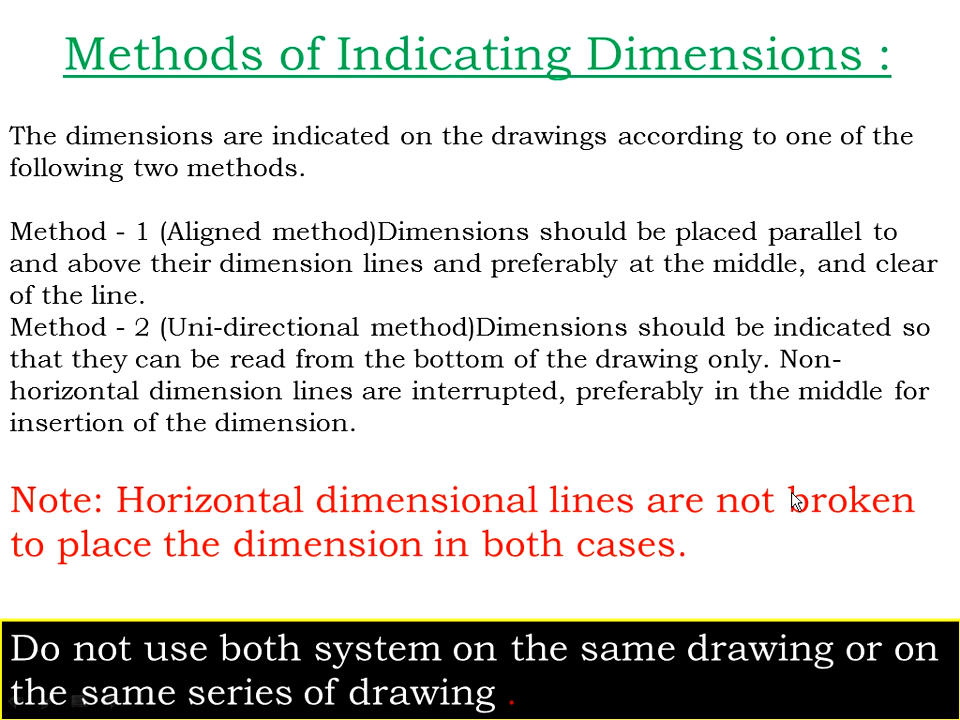 Methods of Indicating Dimensions :
The dimensions are indicated on the drawings according to one of the
following two methods.
Method - 1 (Aligned method)Dimensions should be placed parallel to
and above their dimension lines and preferably at the middle, and clear
of the line.
Method - 2 (Uni-directional method)Dimensions should be indicated so
that they can be read from the bottom of the drawing only. Non-
horizontal dimension lines are interrupted, preferably in the middle for
insertion of the dimension.
Note: Horizontal dimensional lines are not broken
to place the dimension in both cases.
Do not use both system on the same drawing or on
the same series of drawing .